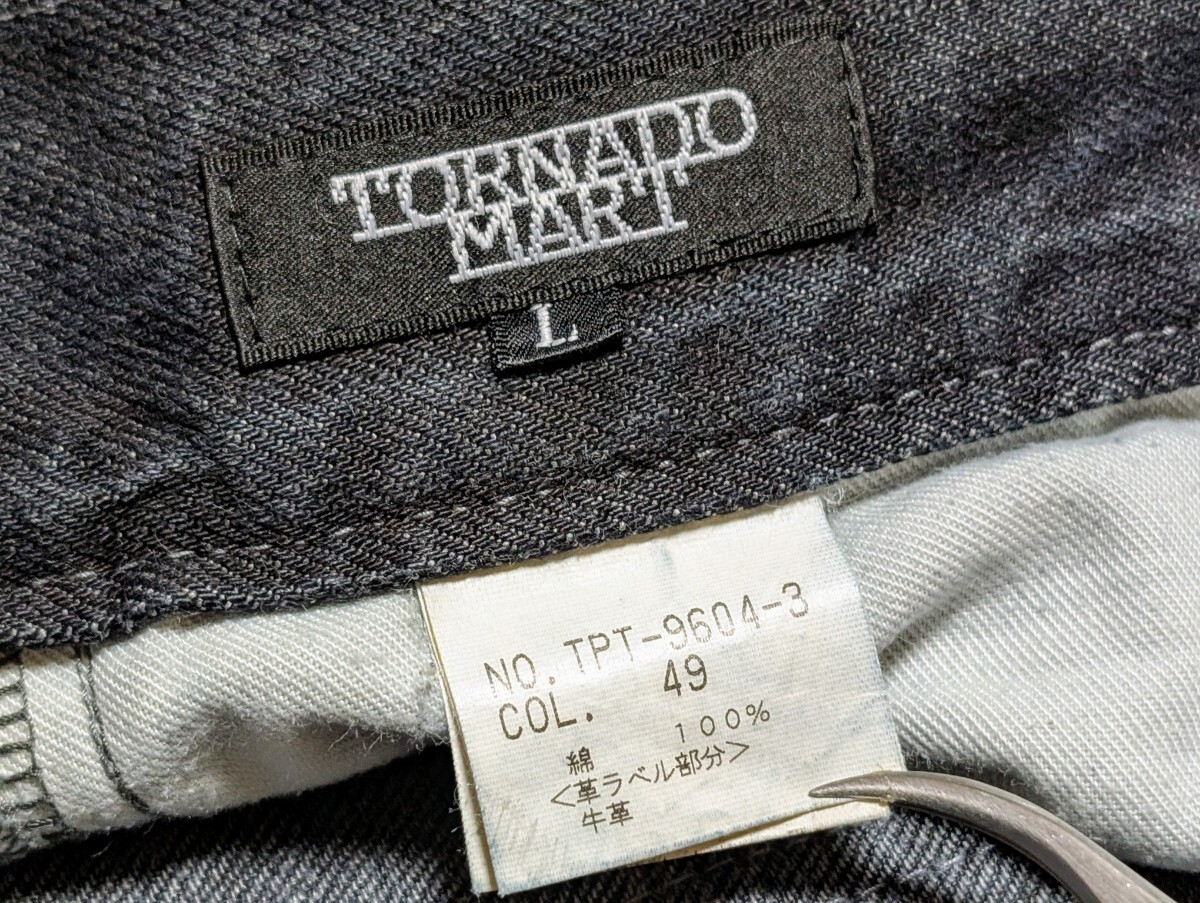 TORNADO
MART
L
NO. TPT-9604-3
COL. 49
綿 100%
<革ラベル部分>
牛革